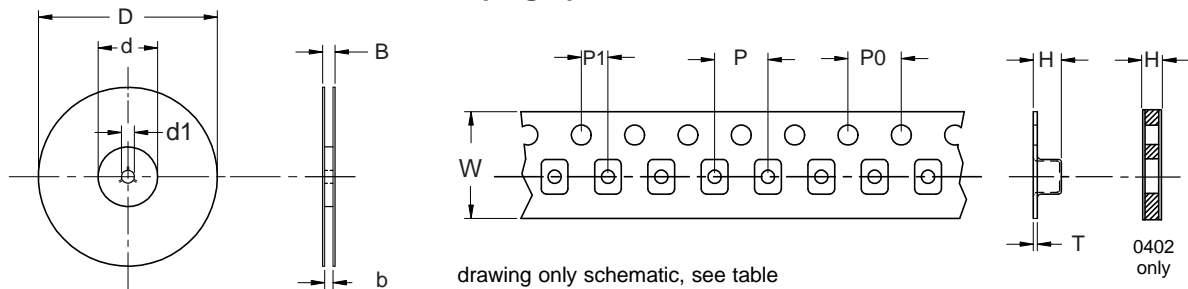 D
d
B
d1
b
P1
P
P0
H
H
W
T
0402
only
drawing only schematic, see table